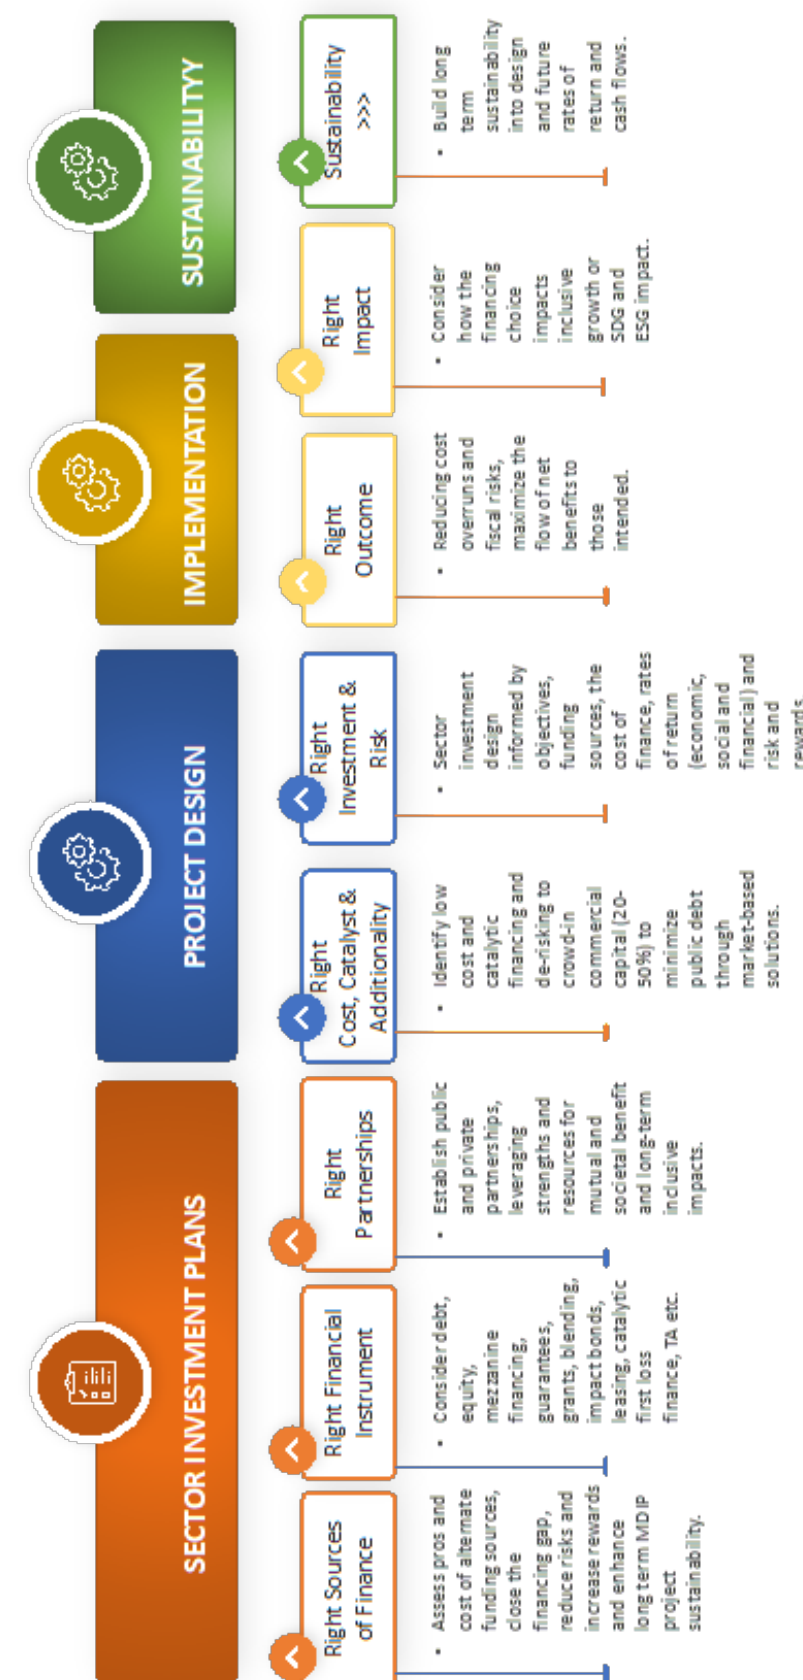 SECTOR INVESTMENT PLANS
PROJECT DESIGN
IMPLEMENTATION
SUSTAINABILITYY
Right Sources
of Finance
Right Financial
Instrument
Right
Partnerships
Right
Cost, Catalyst &
Additionality
Right
Investment &
Risk
Right
Outcome
Right
Impact
Sustainability
>>>
• Assess pros and
cost of alternate
funding sources,
close the
financing gap,
reduce risks and
increase rewards
and enhance
long term MDIP
project
sustainability.
• Consider debt,
equity,
mezzanine
financing,
guarantees,
grants, blending,
impact bonds,
leasing, catalytic
first loss
finance, TA etc.
• Establish public
and private
partnerships,
leveraging
strengths and
resources for
mutual and
societal benefit
and long-term
inclusive
impacts.
• Identify low
cost and
catalytic
financing and
de-risking to
crowd-in
commercial
capital (20-
50%) to
minimize
public debt
through
market-based
solutions.
• Sector
investment
design
informed by
objectives,
funding
sources, the
cost of
finance, rates
of return
(economic,
social and
financial) and
risk and
rewards
• Reducing cost
overruns and
fiscal risks,
maximize the
flow of net
benefits to
those
intended.
• Consider
how the
financing
choice
impacts
inclusive
growth or
SDG and
ESG impact.
• Build long
term
sustainability
into design
and future
rates of
return and
cash flows.